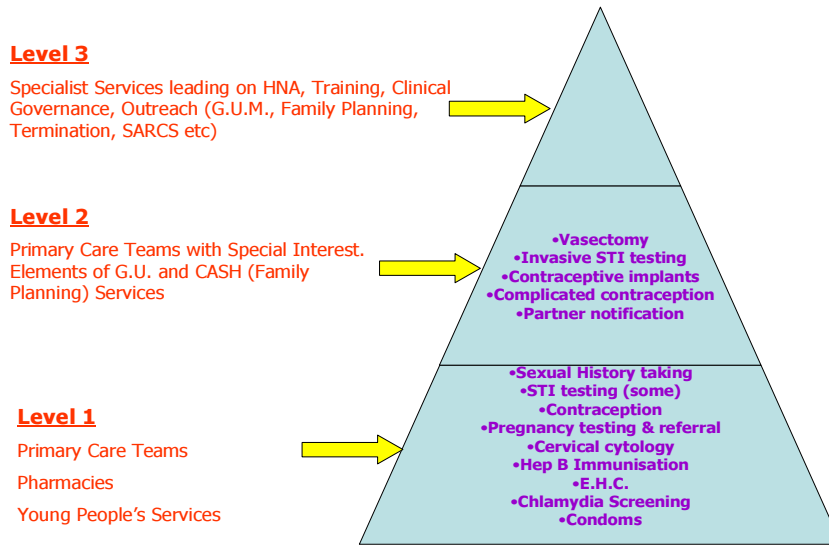 Level 3
Specialist Services leading on HNA, Training, Clinical
Governance, Outreach (G.U.M., Family Planning,
Termination, SARCS etc)
Level 2
Primary Care Teams with Special Interest.
Elements of G.U. and CASH (Family
Planning) Services
•Vasectomy
•Invasive STI testing
•Contraceptive implants
•Complicated contraception
•Partner notification
Level 1
Primary Care Teams
Pharmacies
Young People's Services
•Sexual History taking
•STI testing (some)
•Contraception
•Pregnancy testing & referral
•Cervical cytology
•Hep B Immunisation
•E.H.C.
•Chlamydia Screening
•Condoms